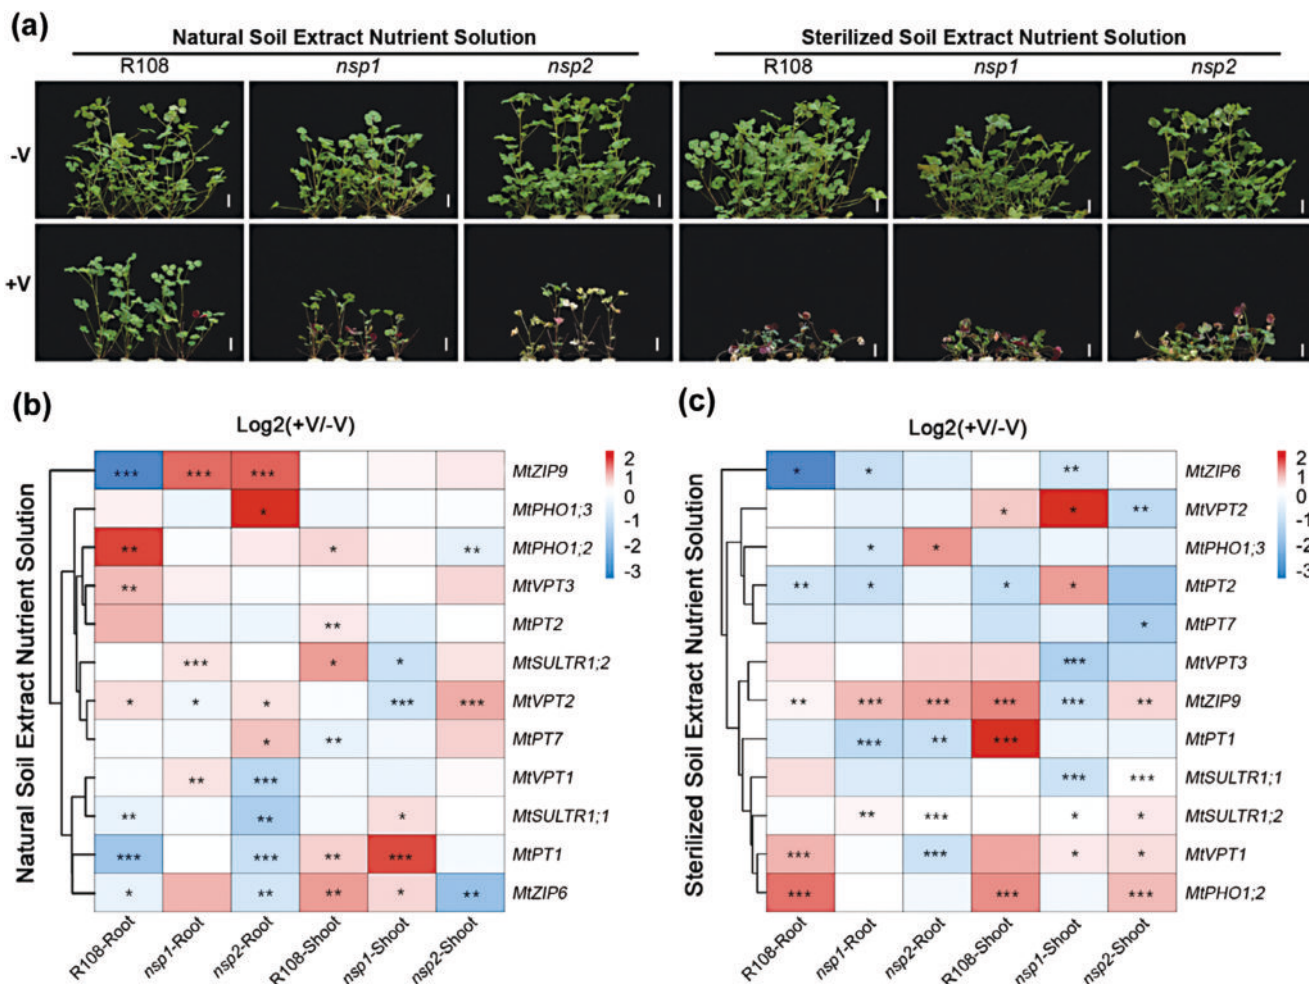 (a)
Natural Soil Extract Nutrient Solution
Sterilized Soil Extract Nutrient Solution
R108
nsp1
nsp2
R108
nsp1
nsp2
-V
+V
(b)
Log2(+V/-V)
Natural Soil Extract Nutrient Solution
*** *** ***
MtZIP9
*
MtPHO1;3
** * **
MtPHO1;2
**
MtVPT3
**
MtPT2
*** * *
MtSULTR1;2
* * * *** ***
MtVPT2
* **
MtPT7
** ***
MtVPT1
** ** *
MtSULTR1;1
*** *** ** ***
MtPT1
* ** ** * **
MtZIP6
2
1
0
-1
-2
-3
R108-Root
nsp1-Root
nsp2-Root
R108-Shoot
nsp1-Shoot
nsp2-Shoot
(c)
Log2(+V/-V)
Sterilized Soil Extract Nutrient Solution
* * **
MtZIP6
* * **
MtVPT2
* *
MtPHO1;3
** * * *
MtPT2
*
MtPT7
***
MtVPT3
** *** *** *** *** **
MtZIP9
*** ** ***
MtPT1
*** ***
MtSULTR1;1
** *** * *
MtSULTR1;2
*** *** * *
MtVPT1
*** *** ***
MtPHO1;2
2
1
0
-1
-2
-3
R108-Root
nsp1-Root
nsp2-Root
R108-Shoot
nsp1-Shoot
nsp2-Shoot